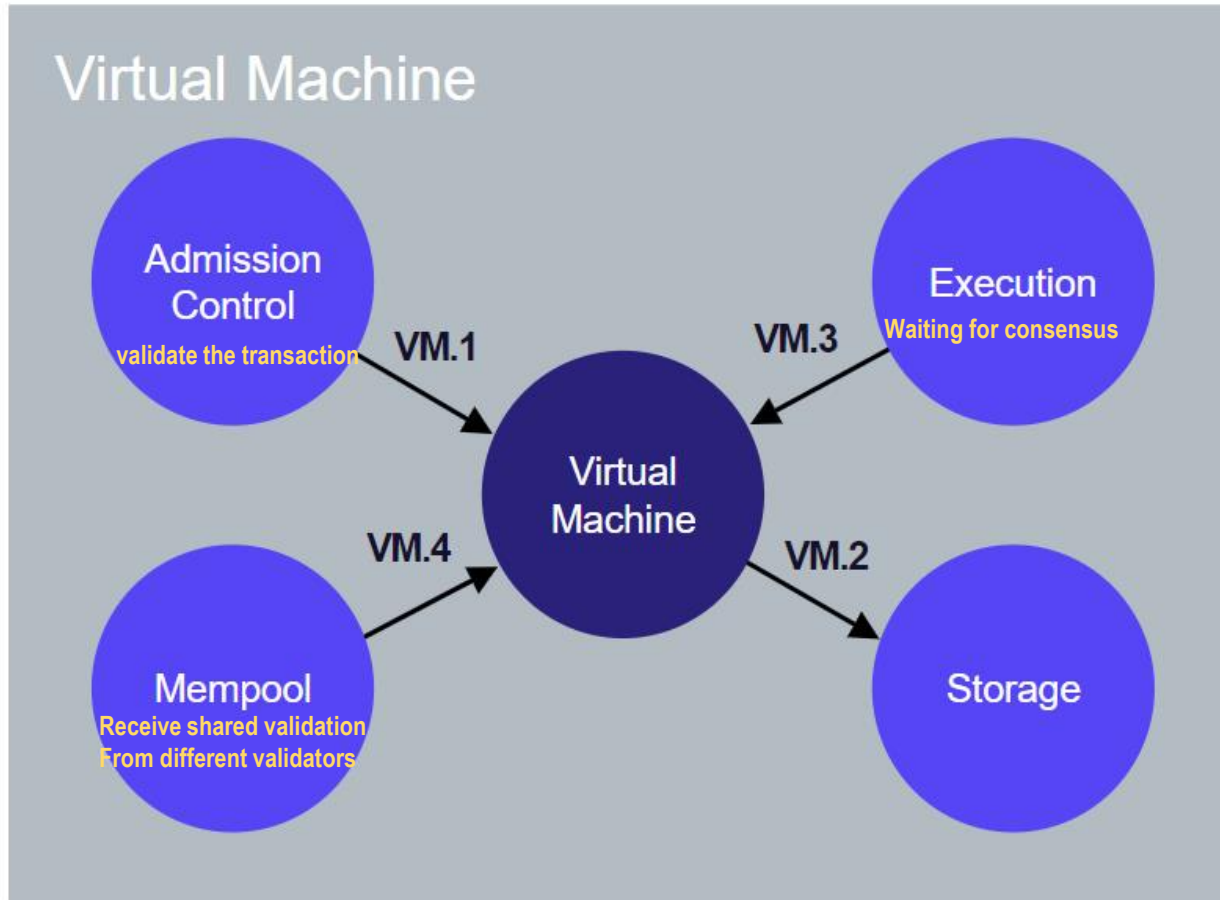 Virtual Machine
Admission
Control
validate the transaction
VM.1
Execution
Waiting for consensus
VM.3
Virtual
Machine
VM.4
VM.2
Mempool
Receive shared validation
From different validators
Storage